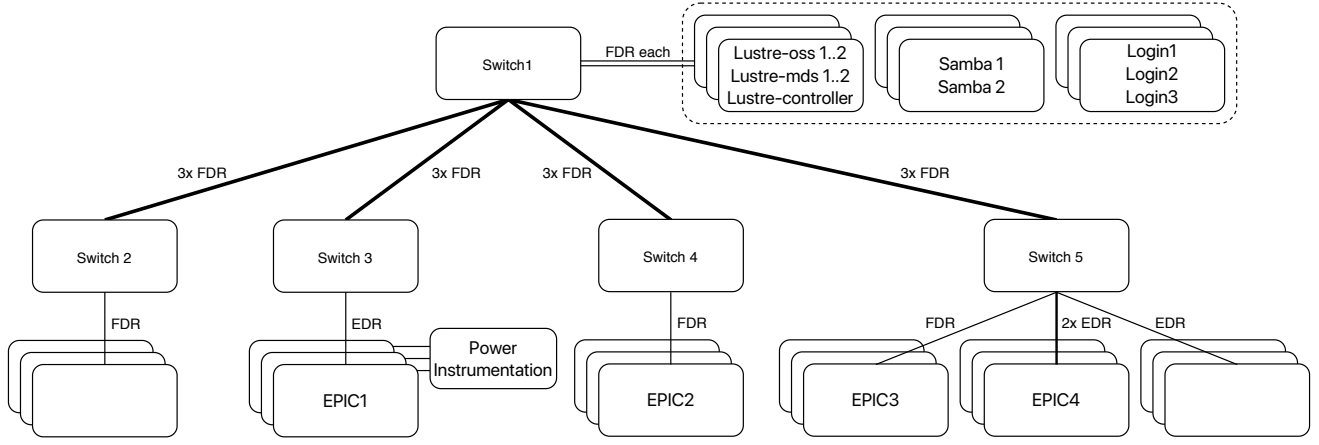 Switch1
FDR each
Lustre-oss 1..2
Lustre-mds 1..2
Lustre-controller
Samba 1
Samba 2
Login1
Login2
Login3
3x FDR
3x FDR
3x FDR
3x FDR
Switch 2
Switch 3
Switch 4
Switch 5
FDR
EDR
FDR
FDR
2x EDR
EDR
Power
Instrumentation
EPIC1
EPIC2
EPIC3
EPIC4